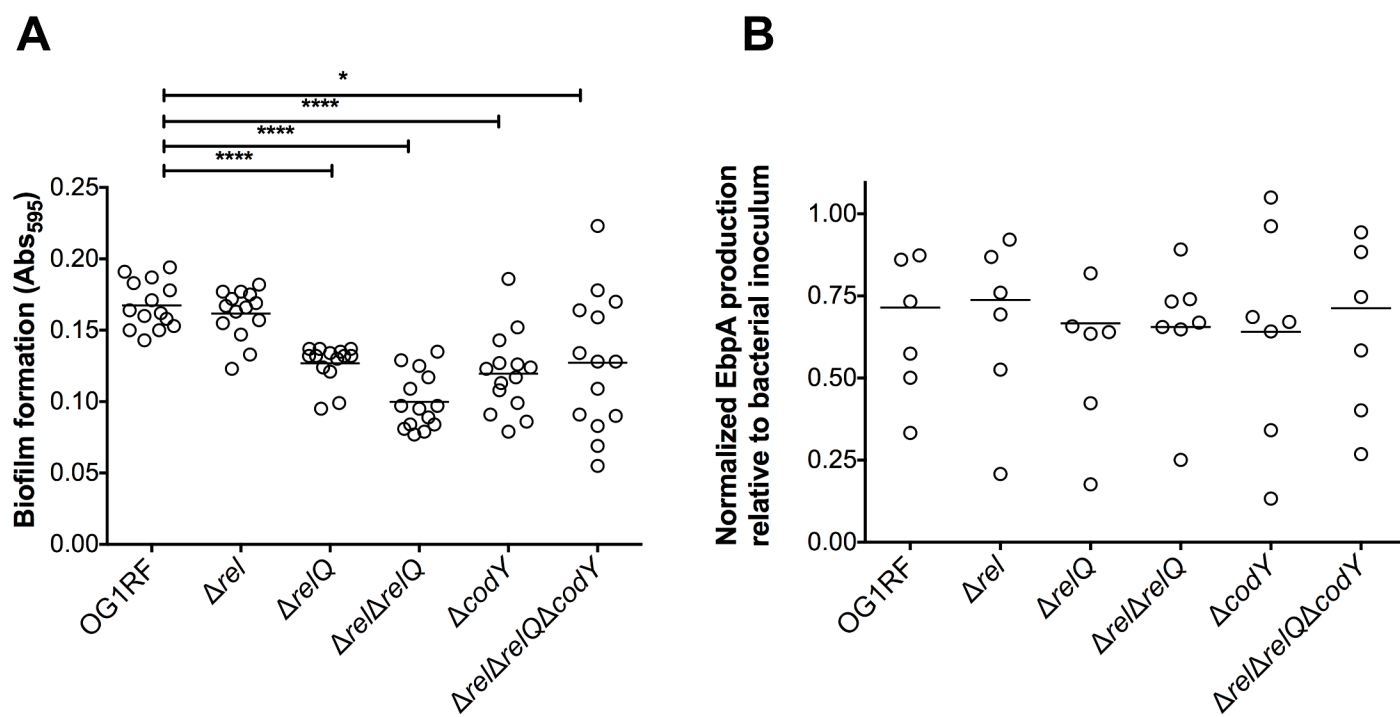 A
B
*
****
****
****
Biofilm formation (Abs595)
0.25
0.20
0.15
0.10
0.05
0.00
OG1RF
Δrel
ΔrelQ
ΔrelΔrelQ
ΔcodY
ΔrelΔrelQΔcodY
Normalized EbpA production
relative to bacterial inoculum
1.00
0.75
0.50
0.25
0.00
OG1RF
Δrel
ΔrelQ
ΔrelΔrelQ
ΔcodY
ΔrelΔrelQΔcodY